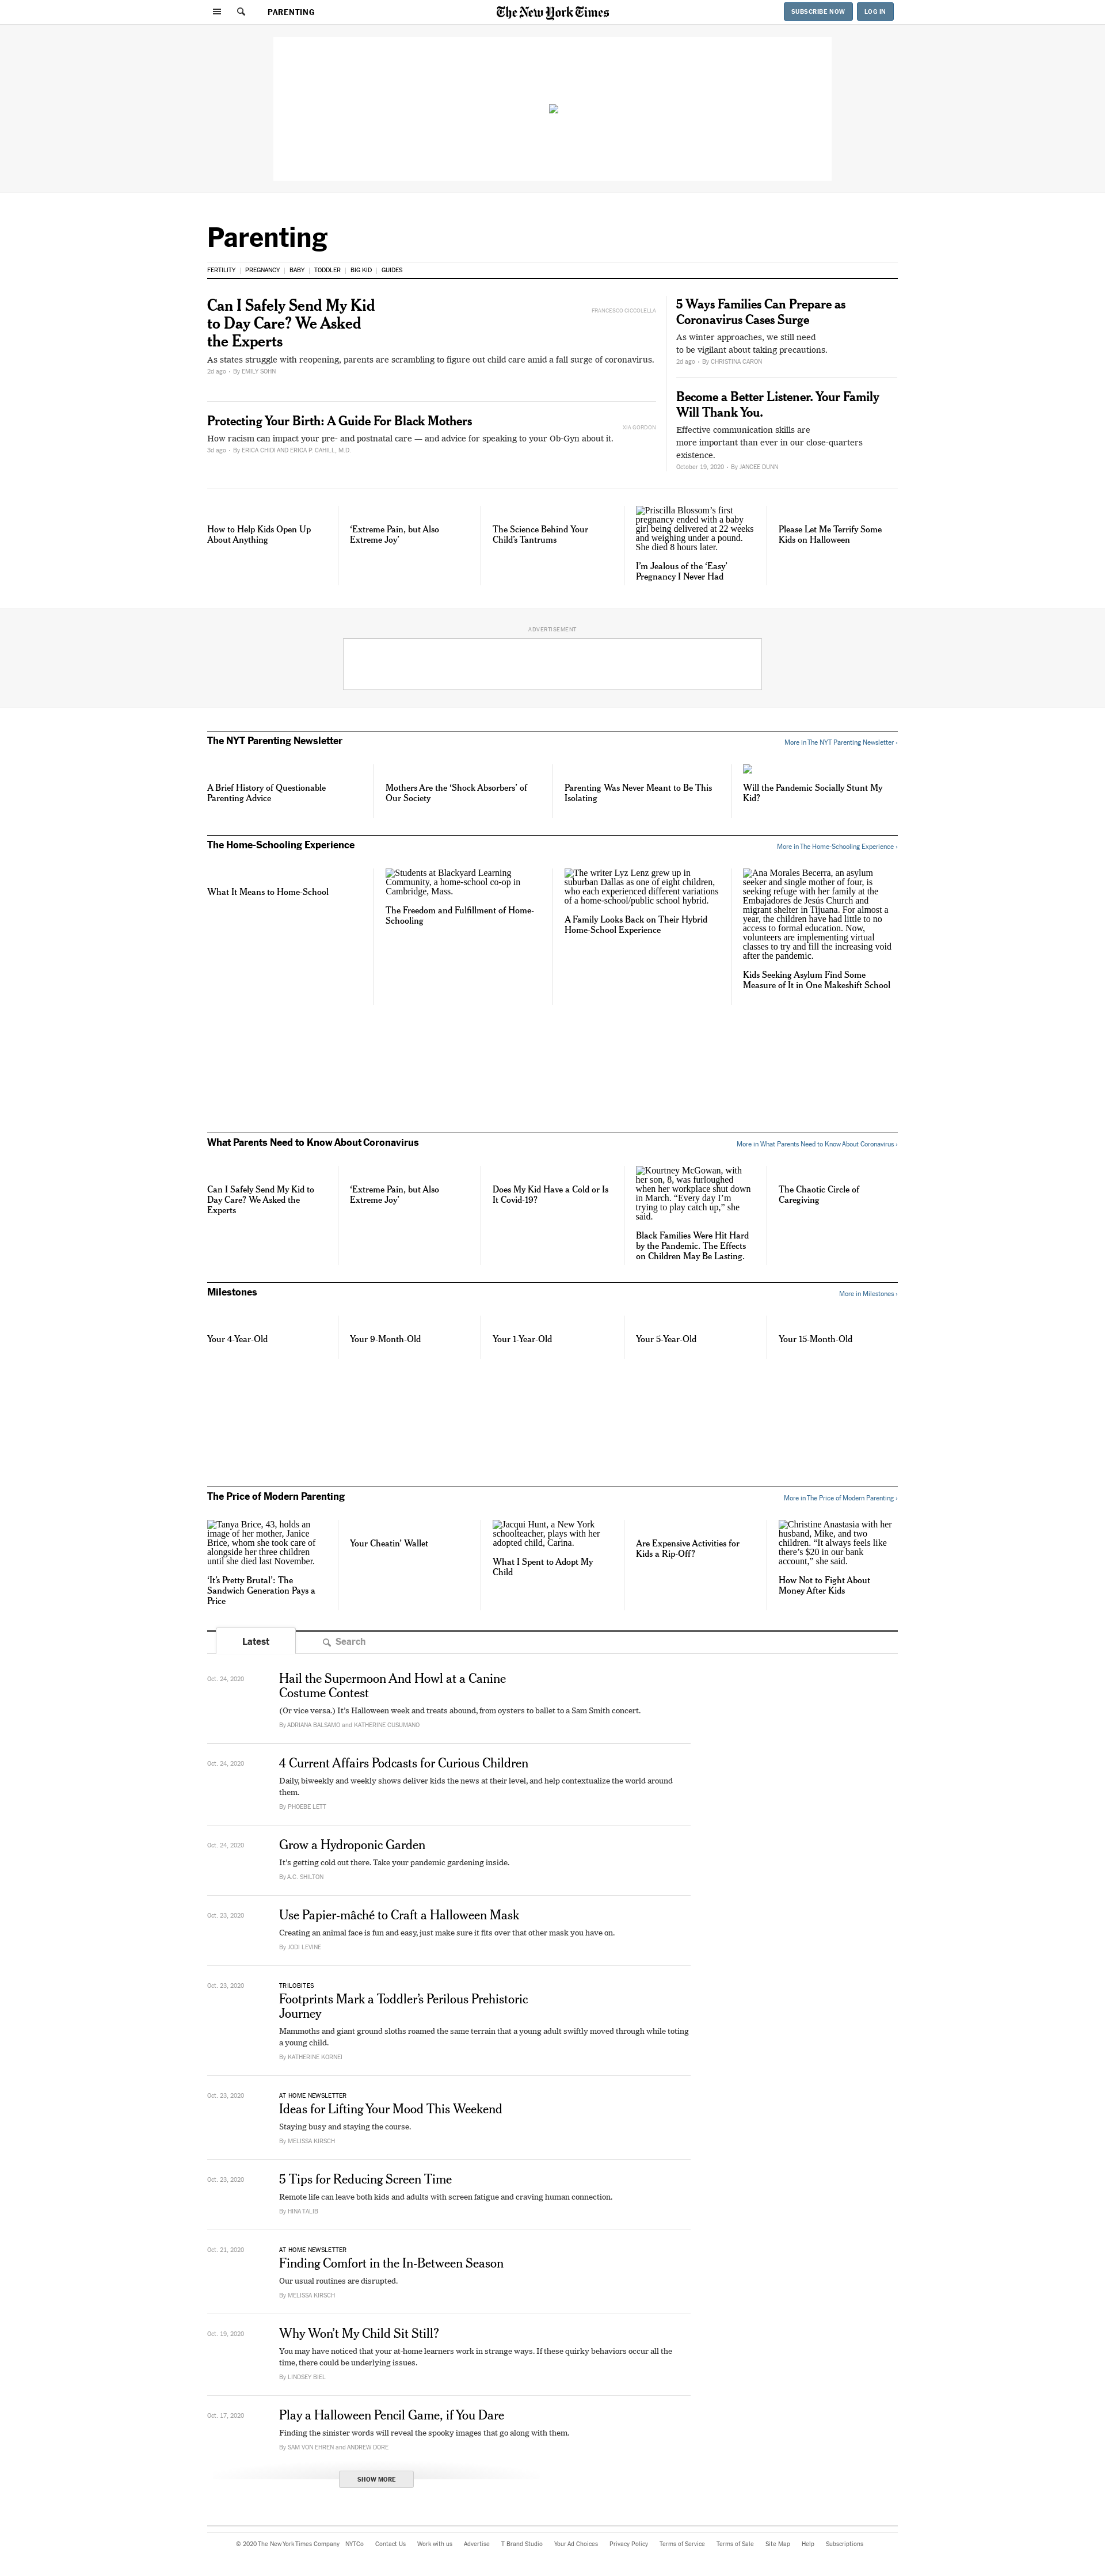 PARENTING
The New York Times
SUBSCRIBE NOW
LOG IN
Parenting
FERTILITY | PREGNANCY | BABY | TODDLER | BIG KID | GUIDES
Can I Safely Send My Kid
to Day Care? We Asked
the Experts
FRANCESCO CICCOLELLA
As states struggle with reopening, parents are scrambling to figure out child care amid a fall surge of coronavirus.
2d ago • By EMILY SOHN
Protecting Your Birth: A Guide For Black Mothers
XIA GORDON
How racism can impact your pre- and postnatal care — and advice for speaking to your Ob-Gyn about it.
3d ago • By ERICA CHIDI AND ERICA P. CAHILL, M.D.
5 Ways Families Can Prepare as
Coronavirus Cases Surge
As winter approaches, we still need
to be vigilant about taking precautions.
2d ago • By CHRISTINA CARON
Become a Better Listener. Your Family
Will Thank You.
Effective communication skills are
more important than ever in our close-quarters
existence.
October 19, 2020 • By JANCEE DUNN
How to Help Kids Open Up
About Anything
‘Extreme Pain, but Also
Extreme Joy’
The Science Behind Your
Child’s Tantrums
Priscilla Blossom’s first
pregnancy ended with a baby
girl being delivered at 22 weeks
and weighing under a pound.
She died 8 hours later.
I’m Jealous of the ‘Easy’
Pregnancy I Never Had
Please Let Me Terrify Some
Kids on Halloween
ADVERTISEMENT
The NYT Parenting Newsletter
More in The NYT Parenting Newsletter ›
A Brief History of Questionable
Parenting Advice
Mothers Are the ‘Shock Absorbers’ of
Our Society
Parenting Was Never Meant to Be This
Isolating
Will the Pandemic Socially Stunt My
Kid?
The Home-Schooling Experience
More in The Home-Schooling Experience ›
What It Means to Home-School
Students at Blackyard Learning
Community, a home-school co-op in
Cambridge, Mass.
The Freedom and Fulfillment of Home-
Schooling
The writer Lyz Lenz grew up in
suburban Dallas as one of eight children,
who each experienced different variations
of a home-school/public school hybrid.
A Family Looks Back on Their Hybrid
Home-School Experience
Ana Morales Becerra, an asylum
seeker and single mother of four, is
seeking refuge with her family at the
Embajadores de Jesús Church and
migrant shelter in Tijuana. For almost a
year, the children have had little to no
access to formal education. Now,
volunteers are implementing virtual
classes to try and fill the increasing void
after the pandemic.
Kids Seeking Asylum Find Some
Measure of It in One Makeshift School
What Parents Need to Know About Coronavirus
More in What Parents Need to Know About Coronavirus ›
Can I Safely Send My Kid to
Day Care? We Asked the
Experts
‘Extreme Pain, but Also
Extreme Joy’
Does My Kid Have a Cold or Is
It Covid-19?
Kourtney McGowan, with
her son, 8, was furloughed
when her workplace shut down
in March. “Every day I’m
trying to play catch up,” she
said.
Black Families Were Hit Hard
by the Pandemic. The Effects
on Children May Be Lasting.
The Chaotic Circle of
Caregiving
Milestones
More in Milestones ›
Your 4-Year-Old
Your 9-Month-Old
Your 1-Year-Old
Your 5-Year-Old
Your 15-Month-Old
The Price of Modern Parenting
More in The Price of Modern Parenting ›
Tanya Brice, 43, holds an
image of her mother, Janice
Brice, whom she took care of
alongside her three children
until she died last November.
‘It’s Pretty Brutal’: The
Sandwich Generation Pays a
Price
Your Cheatin’ Wallet
Jacqui Hunt, a New York
schoolteacher, plays with her
adopted child, Carina.
What I Spent to Adopt My
Child
Are Expensive Activities for
Kids a Rip-Off?
Christine Anastasia with her
husband, Mike, and two
children. “It always feels like
there’s $20 in our bank
account,” she said.
How Not to Fight About
Money After Kids
Latest
Search
Oct. 24, 2020
Hail the Supermoon And Howl at a Canine
Costume Contest
(Or vice versa.) It’s Halloween week and treats abound, from oysters to ballet to a Sam Smith concert.
By ADRIANA BALSAMO and KATHERINE CUSUMANO
Oct. 24, 2020
4 Current Affairs Podcasts for Curious Children
Daily, biweekly and weekly shows deliver kids the news at their level, and help contextualize the world around
them.
By PHOEBE LETT
Oct. 24, 2020
Grow a Hydroponic Garden
It’s getting cold out there. Take your pandemic gardening inside.
By A.C. SHILTON
Oct. 23, 2020
Use Papier-mâché to Craft a Halloween Mask
Creating an animal face is fun and easy, just make sure it fits over that other mask you have on.
By JODI LEVINE
Oct. 23, 2020
TRILOBITES
Footprints Mark a Toddler’s Perilous Prehistoric
Journey
Mammoths and giant ground sloths roamed the same terrain that a young adult swiftly moved through while toting
a young child.
By KATHERINE KORNEI
Oct. 23, 2020
AT HOME NEWSLETTER
Ideas for Lifting Your Mood This Weekend
Staying busy and staying the course.
By MELISSA KIRSCH
Oct. 23, 2020
5 Tips for Reducing Screen Time
Remote life can leave both kids and adults with screen fatigue and craving human connection.
By HINA TALIB
Oct. 21, 2020
AT HOME NEWSLETTER
Finding Comfort in the In-Between Season
Our usual routines are disrupted.
By MELISSA KIRSCH
Oct. 19, 2020
Why Won’t My Child Sit Still?
You may have noticed that your at-home learners work in strange ways. If these quirky behaviors occur all the
time, there could be underlying issues.
By LINDSEY BIEL
Oct. 17, 2020
Play a Halloween Pencil Game, if You Dare
Finding the sinister words will reveal the spooky images that go along with them.
By SAM VON EHREN and ANDREW DORE
SHOW MORE
© 2020 The New York Times Company NYTCo Contact Us Work with us Advertise T Brand Studio Your Ad Choices Privacy Policy Terms of Service Terms of Sale Site Map Help Subscriptions